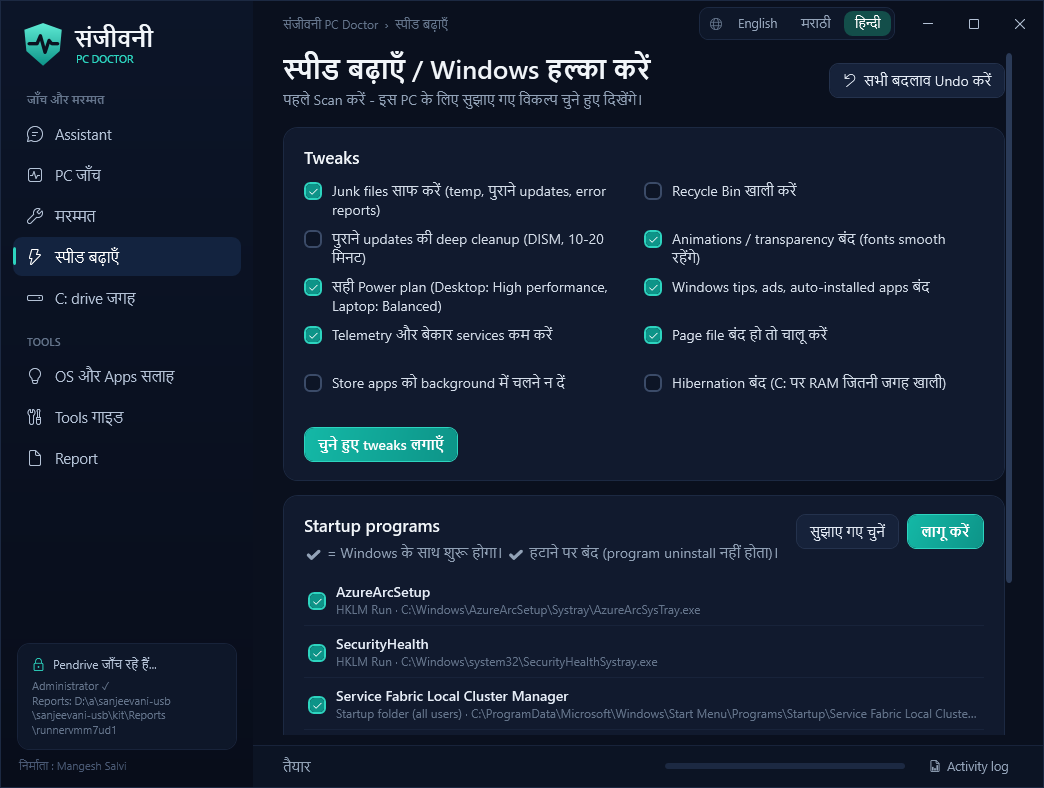 संजीवनी
PC DOCTOR
जाँच और मरम्मत
Assistant
PC जाँच
मरम्मत
स्पीड बढ़ाएँ
C: drive जगह
TOOLS
OS और Apps सलाह
Tools गाइड
Report
Pendrive जाँच रहे हैं...
Administrator ✓
Reports: D:\a\sanjeevani-usb
\sanjeevani-usb\kit\Reports
\runnervmm7ud1
निर्माता : Mangesh Salvi
संजीवनी PC Doctor › स्पीड बढ़ाएँ
English मराठी हिन्दी
स्पीड बढ़ाएँ / Windows हल्का करें
पहले Scan करें - इस PC के लिए सुझाए गए विकल्प चुने हुए दिखेंगे।
सभी बदलाव Undo करें
Tweaks
Junk files साफ करें (temp, पुराने updates, error
reports)
Recycle Bin खाली करें
पुराने updates की deep cleanup (DISM, 10-20
मिनट)
Animations / transparency बंद (fonts smooth
रहेंगे)
सही Power plan (Desktop: High performance,
Laptop: Balanced)
Windows tips, ads, auto-installed apps बंद
Telemetry और बेकार services कम करें
Page file बंद हो तो चालू करें
Store apps को background में चलने न दें
Hibernation बंद (C: पर RAM जितनी जगह खाली)
चुने हुए tweaks लगाएँ
Startup programs
✔ = Windows के साथ शुरू होगा। ✔ हटाने पर बंद (program uninstall नहीं होता)।
सुझाए गए चुनें
लागू करें
AzureArcSetup
HKLM Run · C:\Windows\AzureArcSetup\Systray\AzureArcSysTray.exe
SecurityHealth
HKLM Run · C:\Windows\system32\SecurityHealthSystray.exe
Service Fabric Local Cluster Manager
Startup folder (all users) · C:\ProgramData\Microsoft\Windows\Start Menu\Programs\Startup\Service Fabric Local Cluste...
तैयार
Activity log